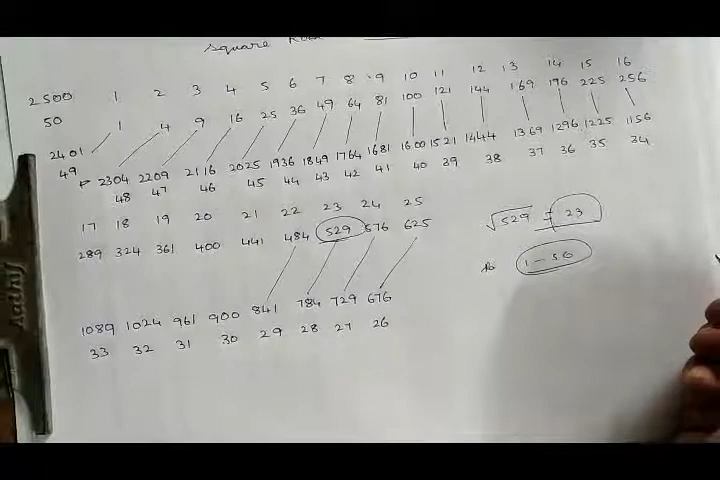 square
2500 1 2 3 4 5 6 7 8 9 10 11 12 13 14 15 16
50 1 4 9 16 25 36 49 64 81 100 121 144 169 196 225 256
2401 2304 2209 2116 2025 1936 1849 1764 1681 1600 1521 1444 1369 1296 1225 1156
49 48 47 46 45 44 43 42 41 40 39 38 37 36 35 34
17 18 19 20 21 22 23 24 25
289 324 361 400 441 484 529 576 625
√529 = 23
1 - 50
1089 1024 961 900 841 784 729 676
33 32 31 30 29 28 27 26